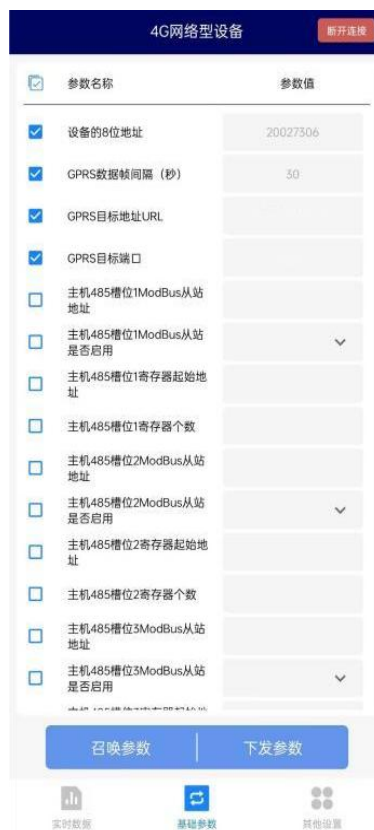 4G网络型设备
断开连接
参数名称
参数值
设备的8位地址
20027306
GPRS数据帧间隔（秒）
30
GPRS目标地址URL
GPRS目标端口
主机485槽位1ModBus从站
地址
主机485槽位1ModBus从站
是否启用
主机485槽位1寄存器起始地
址
主机485槽位1寄存器个数
主机485槽位2ModBus从站
地址
主机485槽位2ModBus从站
是否启用
主机485槽位2寄存器起始地
址
主机485槽位2寄存器个数
主机485槽位3ModBus从站
地址
主机485槽位3ModBus从站
是否启用
召唤参数
下发参数
实时数据
基础参数
其他设置